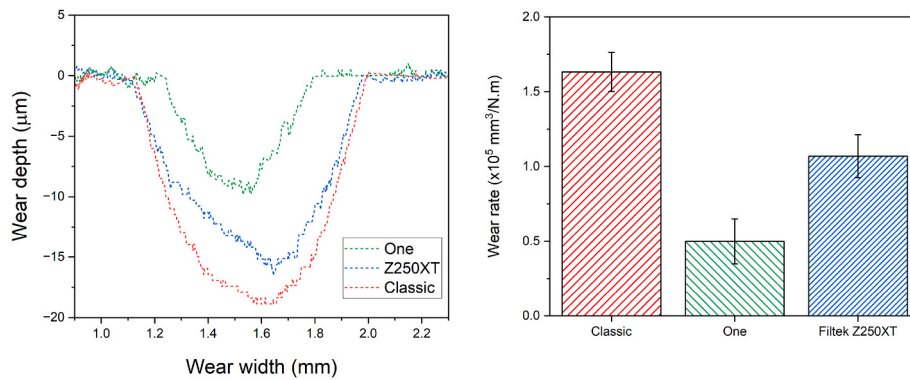 5
0
−5
−10
−15
−20
Wear depth (μm)
1.0 1.2 1.4 1.6 1.8 2.0 2.2
Wear width (mm)
One
Z250XT
Classic
2.0
1.5
1.0
0.5
0.0
Wear rate (x10⁵ mm³/N.m)
Classic One Filtek Z250XT